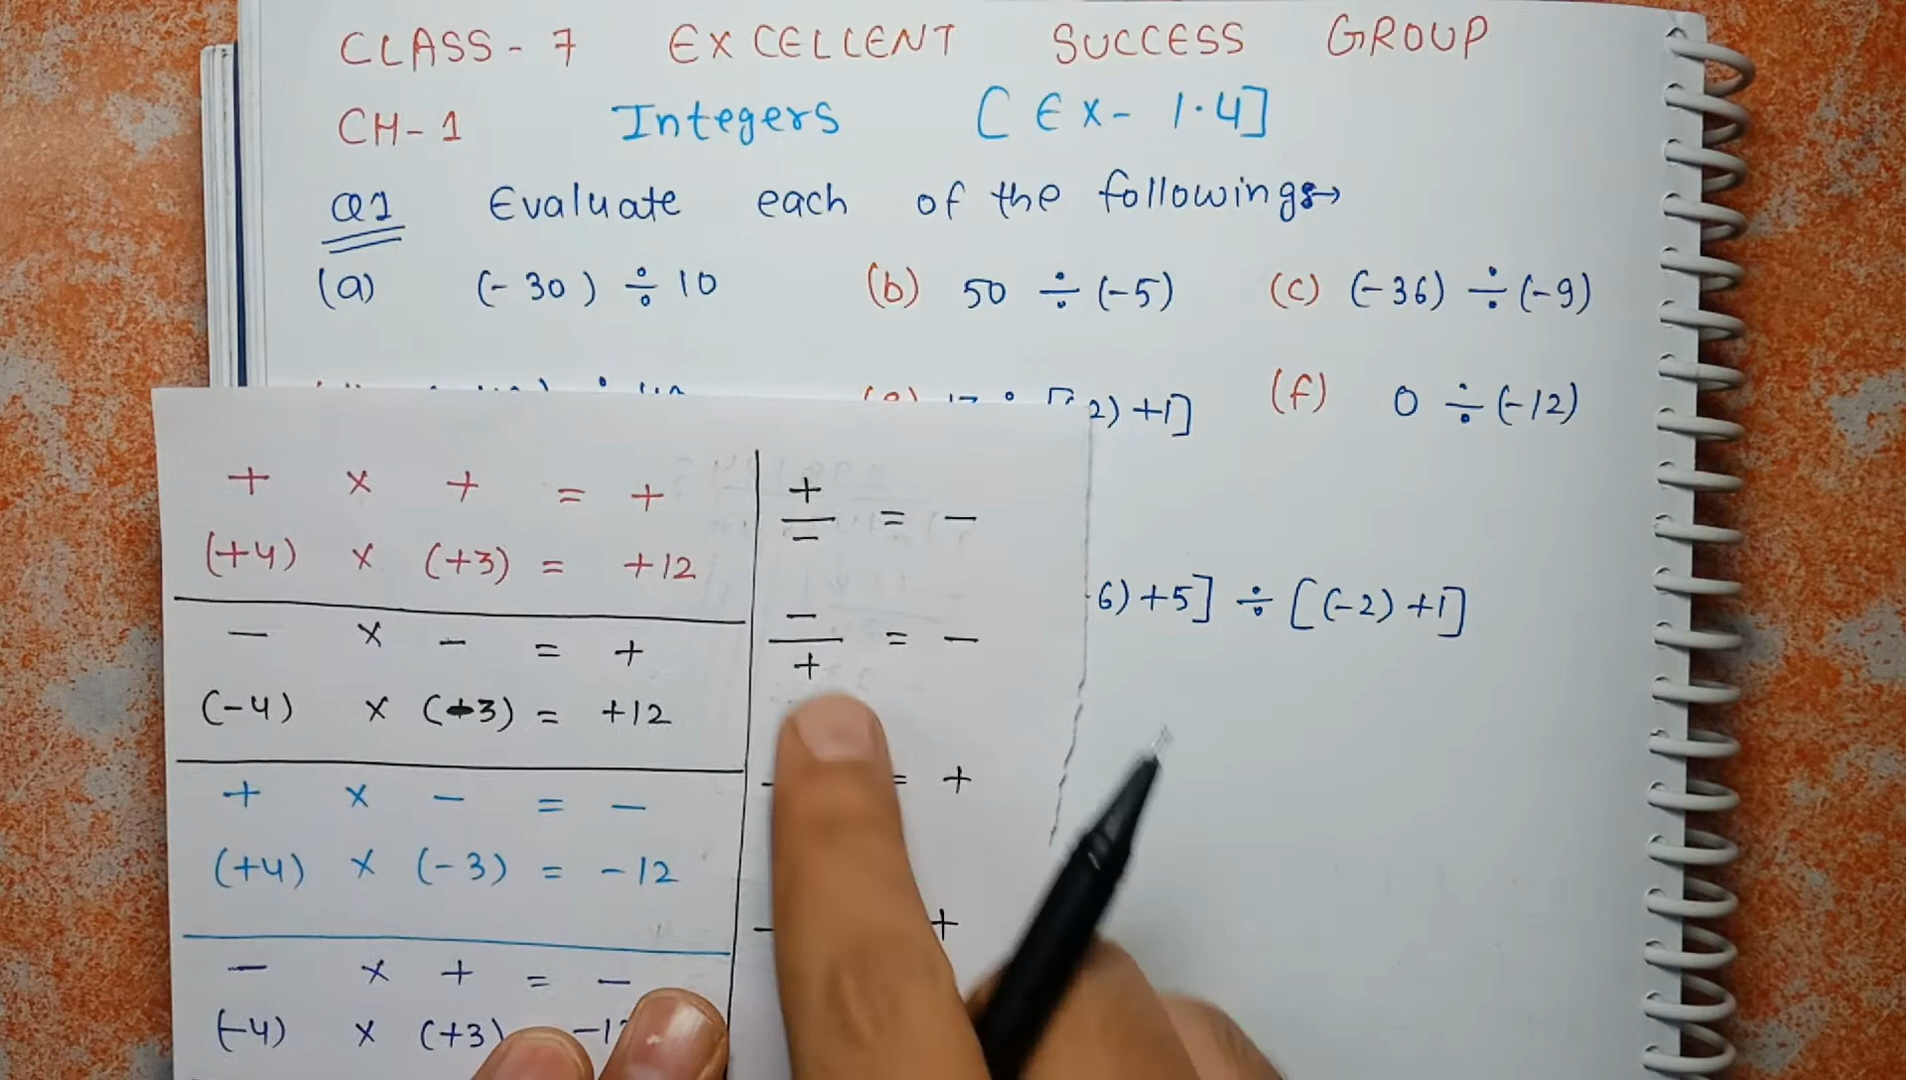 CLASS - 7 EXCELLENT SUCCESS GROUP
CH - 1 Integers [EX - 1.4]
Q1 Evaluate each of the followings→
(a) (-30) ÷ 10 (b) 50 ÷ (-5) (c) (-36) ÷ (-9)
2) +1] (f) 0 ÷ (-12)
6) +5] ÷ [(-2) +1]
+ × + = +
(+4) × (+3) = +12
- × - = +
(-4) × (-3) = +12
+ × - = -
(+4) × (-3) = -12
- × + = -
(-4) × (+3)
+/- = -
-/+ = -
= +
+